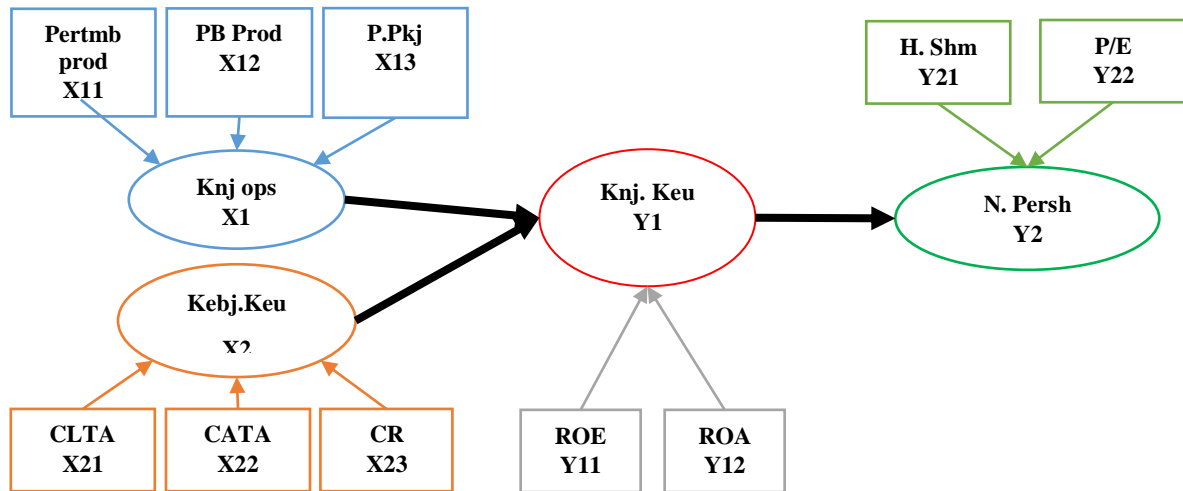 Pertmb
prod
X11
PB Prod
X12
P.Pkj
X13
H. Shm
Y21
P/E
Y22
Knj ops
X1
Knj. Keu
Y1
N. Persh
Y2
Kebj.Keu
X2
CLTA
X21
CATA
X22
CR
X23
ROE
Y11
ROA
Y12